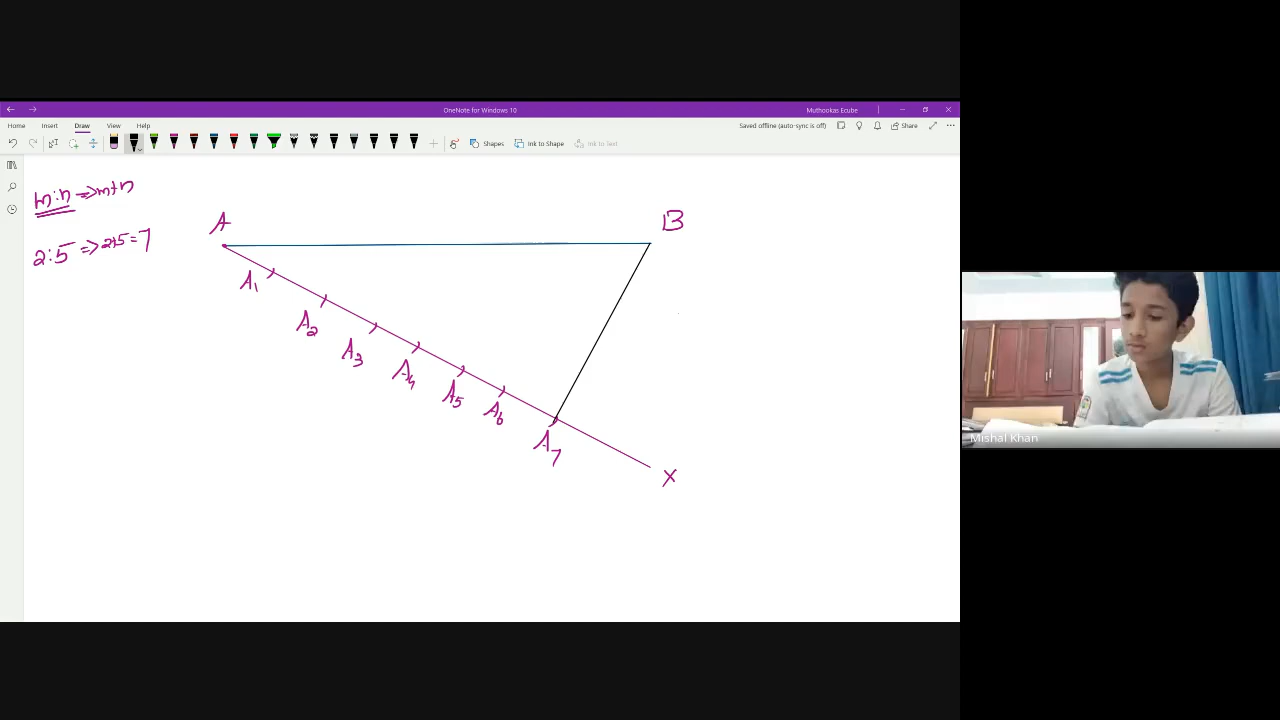 OneNote for Windows 10
Muthookas Ecube
Home Insert Draw View Help
Saved offline (auto-sync is off)
Share
Shapes
Ink to Shape
Ink to Text
m:n => m+n
2:5 => 2+5=7
A
B
A1
A2
A3
A4
A5
A6
A7
X
Mishal Khan